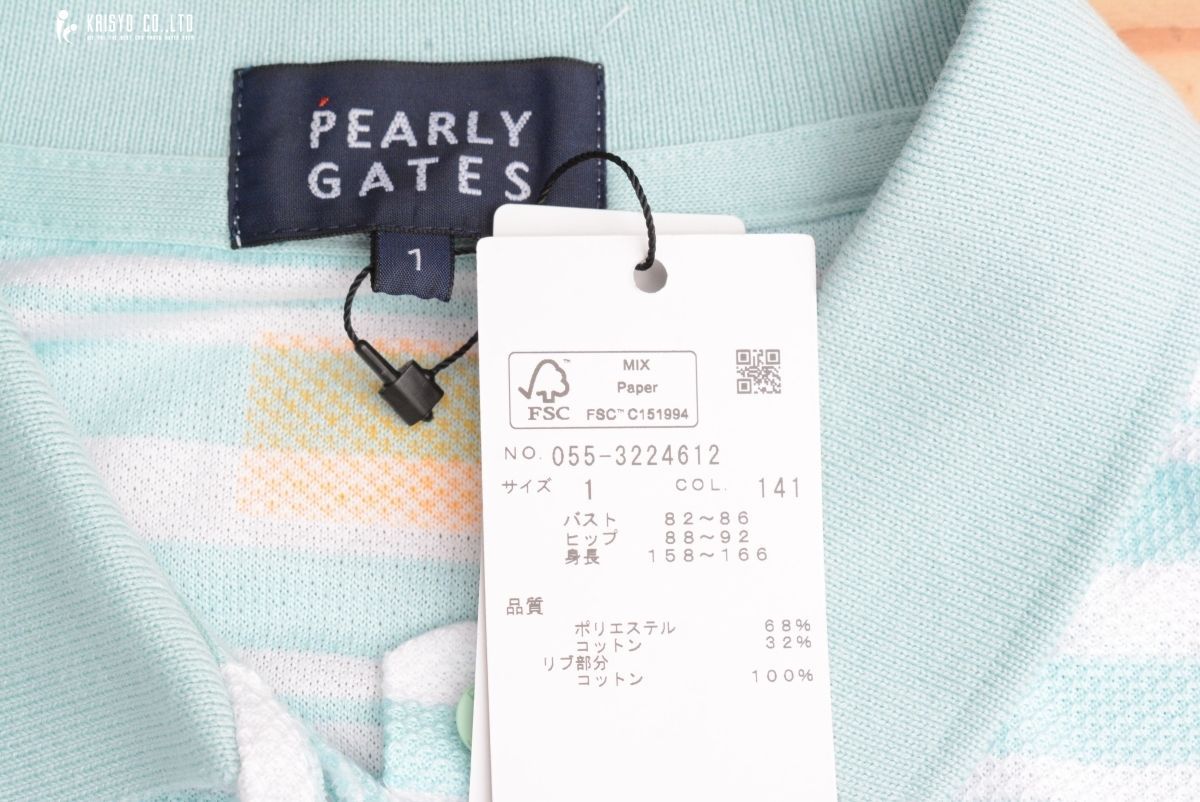 KRISYO CO.,LTD
PEARLY
GATES
1
MIX
Paper
FSC™ C151994
FSC
NO. 055-3224612
サイズ 1 COL. 141
バスト 82～86
ヒップ 88～92
身長 158～166
品質
ポリエステル 68%
コットン 32%
リブ部分
コットン 100%